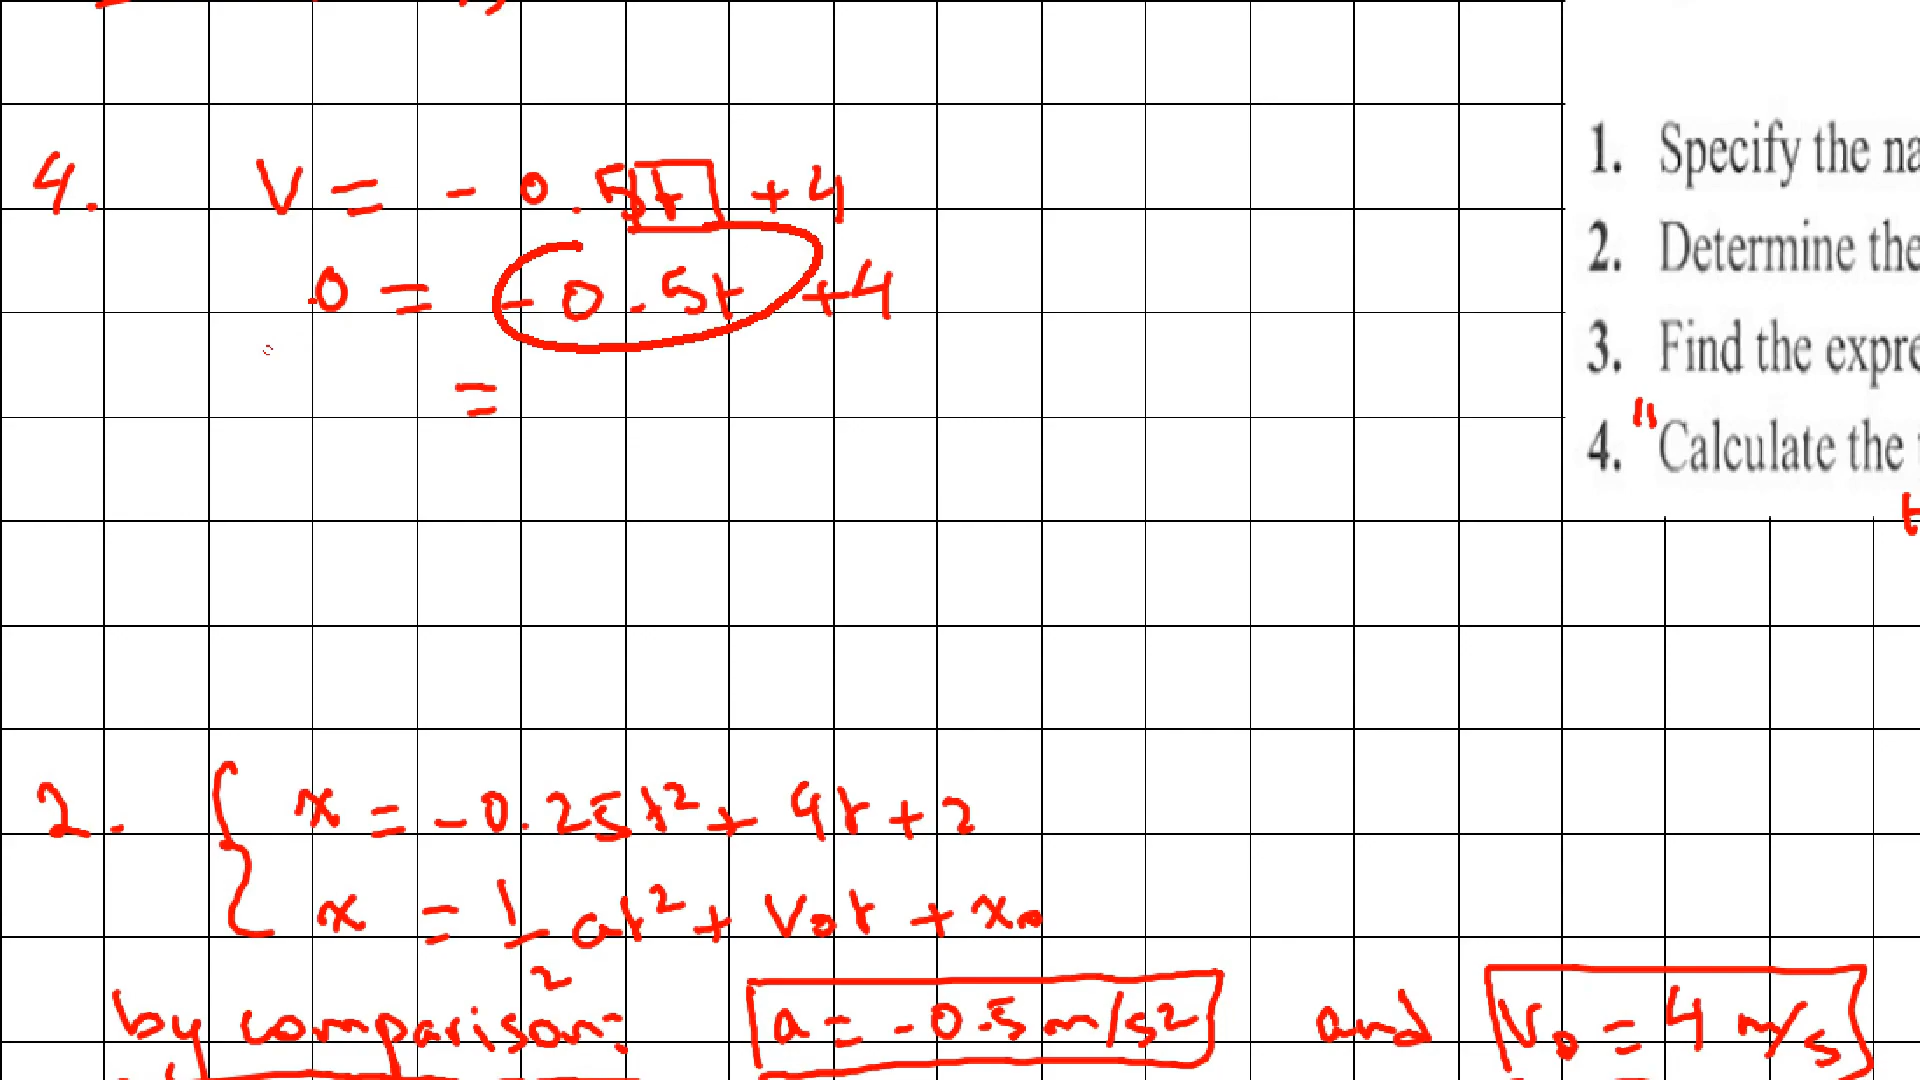 4. V = - 0.5t + 4
0 = - 0.5t + 4
=
1. Specify the
2. Determine the
3. Find the
4. "Calculate the
t
2. x = -0.25t² + 4t + 2
x = 1/2 at² + V₀t + x₀
by comparison: a = -0.5 m/s2 and V₀ = 4 m/s